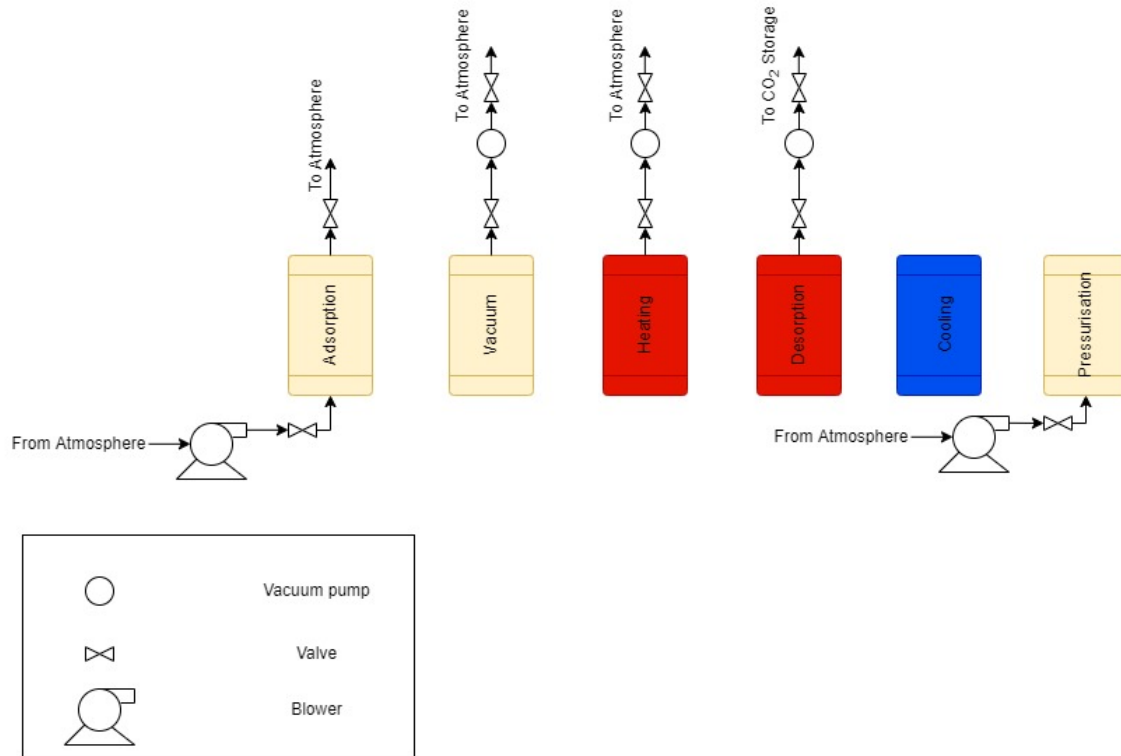 To Atmosphere
To Atmosphere
To Atmosphere
To CO₂ Storage
Adsorption
Vacuum
Heating
Desorption
Cooling
Pressurisation
From Atmosphere
From Atmosphere
Vacuum pump
Valve
Blower